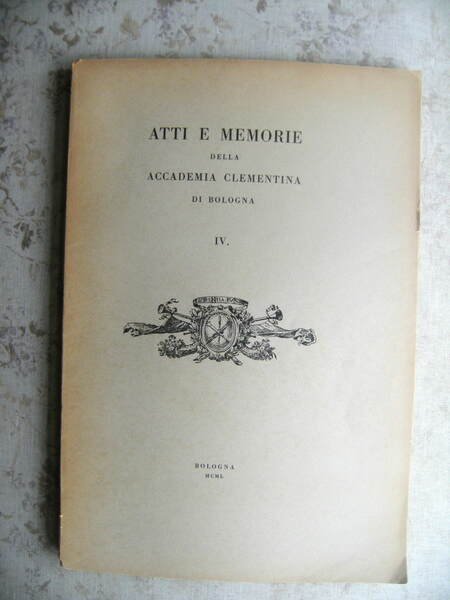 ATTI E MEMORIE
DELLA
ACCADEMIA CLEMENTINA
DI BOLOGNA
IV.
BOLOGNA
MCML